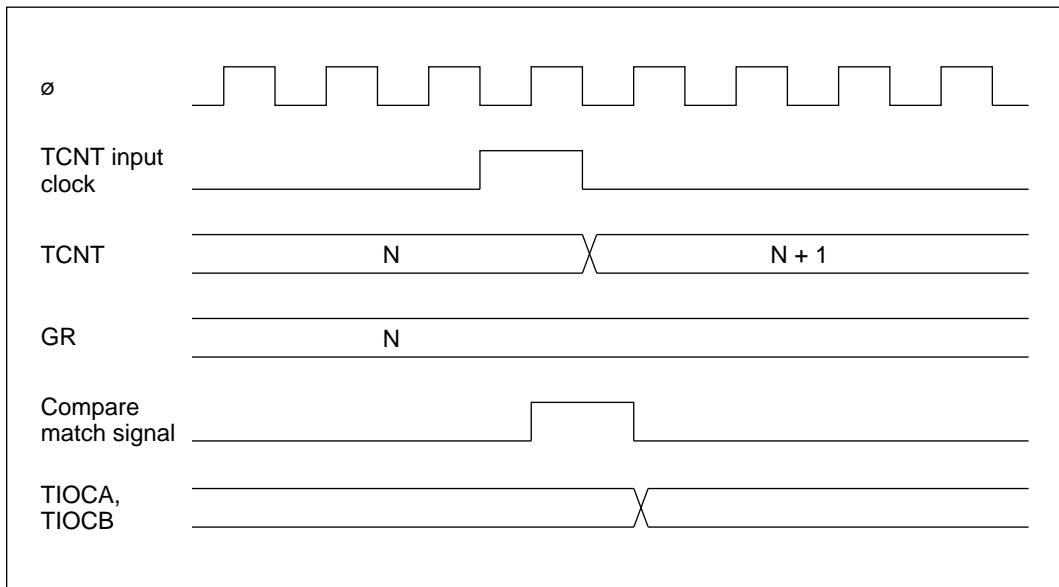 ø
TCNT input
clock
TCNT
N
N + 1
GR
N
Compare
match signal
TIOCA,
TIOCB